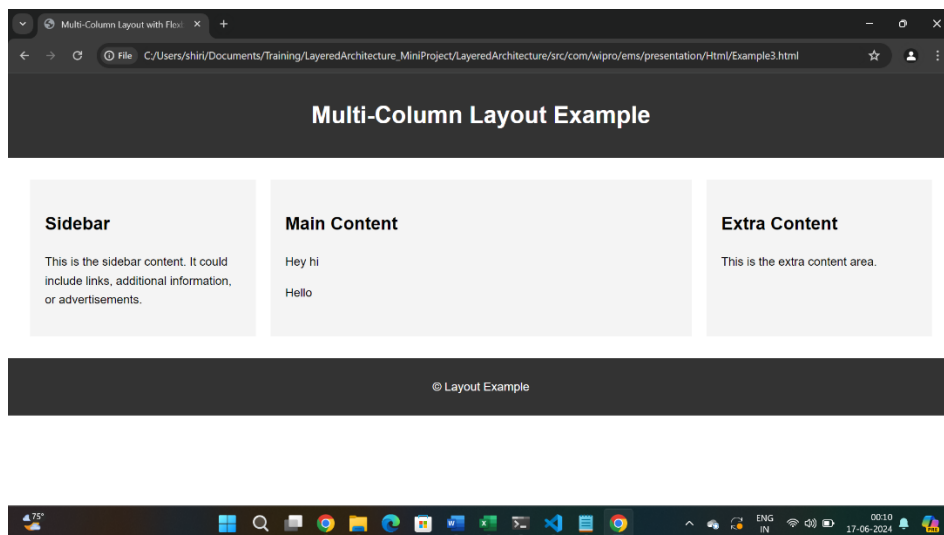 Multi-Column Layout with Flex
File C:/Users/shiri/Documents/Training/LayeredArchitecture_MiniProject/LayeredArchitecture/src/com/wipro/ems/presentation/Html/Example3.html
Multi-Column Layout Example
Sidebar
This is the sidebar content. It could
include links, additional information,
or advertisements.
Main Content
Hey hi
Hello
Extra Content
This is the extra content area.
© Layout Example
75°
ENG
IN
00:10
17-06-2024
PRE